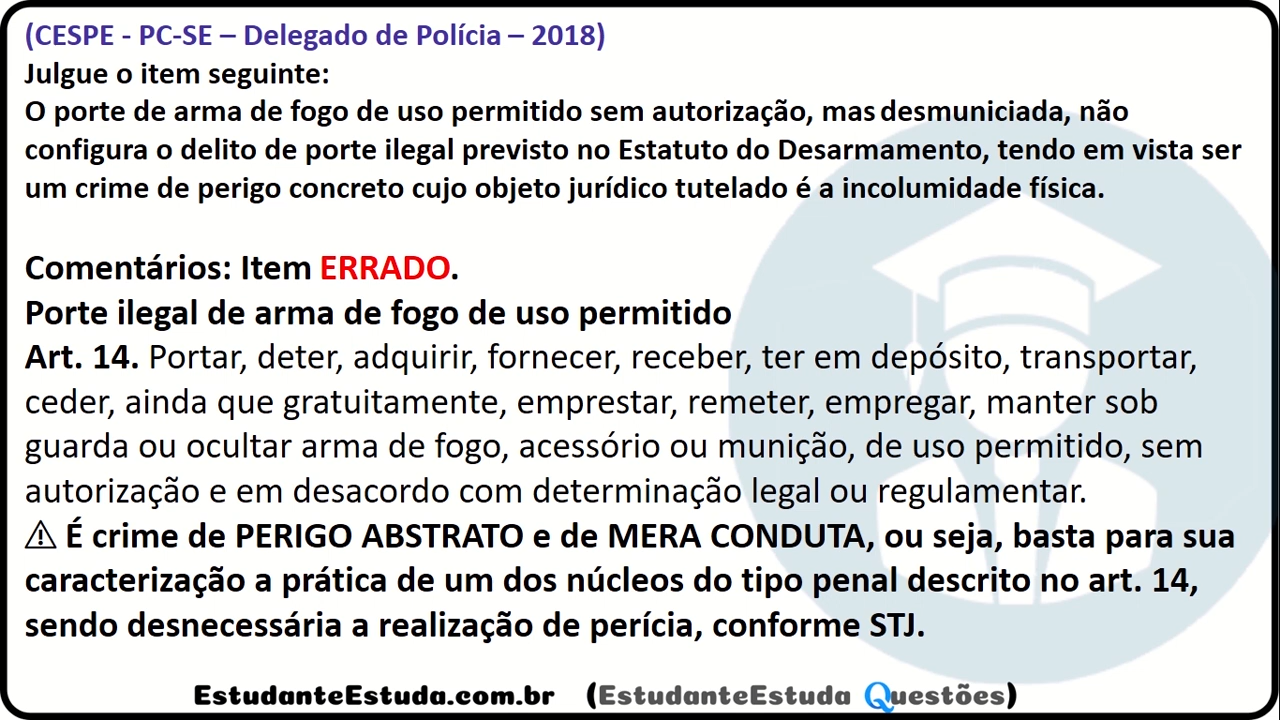 (CESPE - PC-SE – Delegado de Polícia – 2018)
Julgue o item seguinte:
O porte de arma de fogo de uso permitido sem autorização, mas desmuniciada, não
configura o delito de porte ilegal previsto no Estatuto do Desarmamento, tendo em vista ser
um crime de perigo concreto cujo objeto jurídico tutelado é a incolumidade física.
Comentários: Item ERRADO.
Porte ilegal de arma de fogo de uso permitido
Art. 14. Portar, deter, adquirir, fornecer, receber, ter em depósito, transportar,
ceder, ainda que gratuitamente, emprestar, remeter, empregar, manter sob
guarda ou ocultar arma de fogo, acessório ou munição, de uso permitido, sem
autorização e em desacordo com determinação legal ou regulamentar.
⚠ É crime de PERIGO ABSTRATO e de MERA CONDUTA, ou seja, basta para sua
caracterização a prática de um dos núcleos do tipo penal descrito no art. 14,
sendo desnecessária a realização de perícia, conforme STJ.
EstudanteEstuda.com.br (EstudanteEstuda Questões)